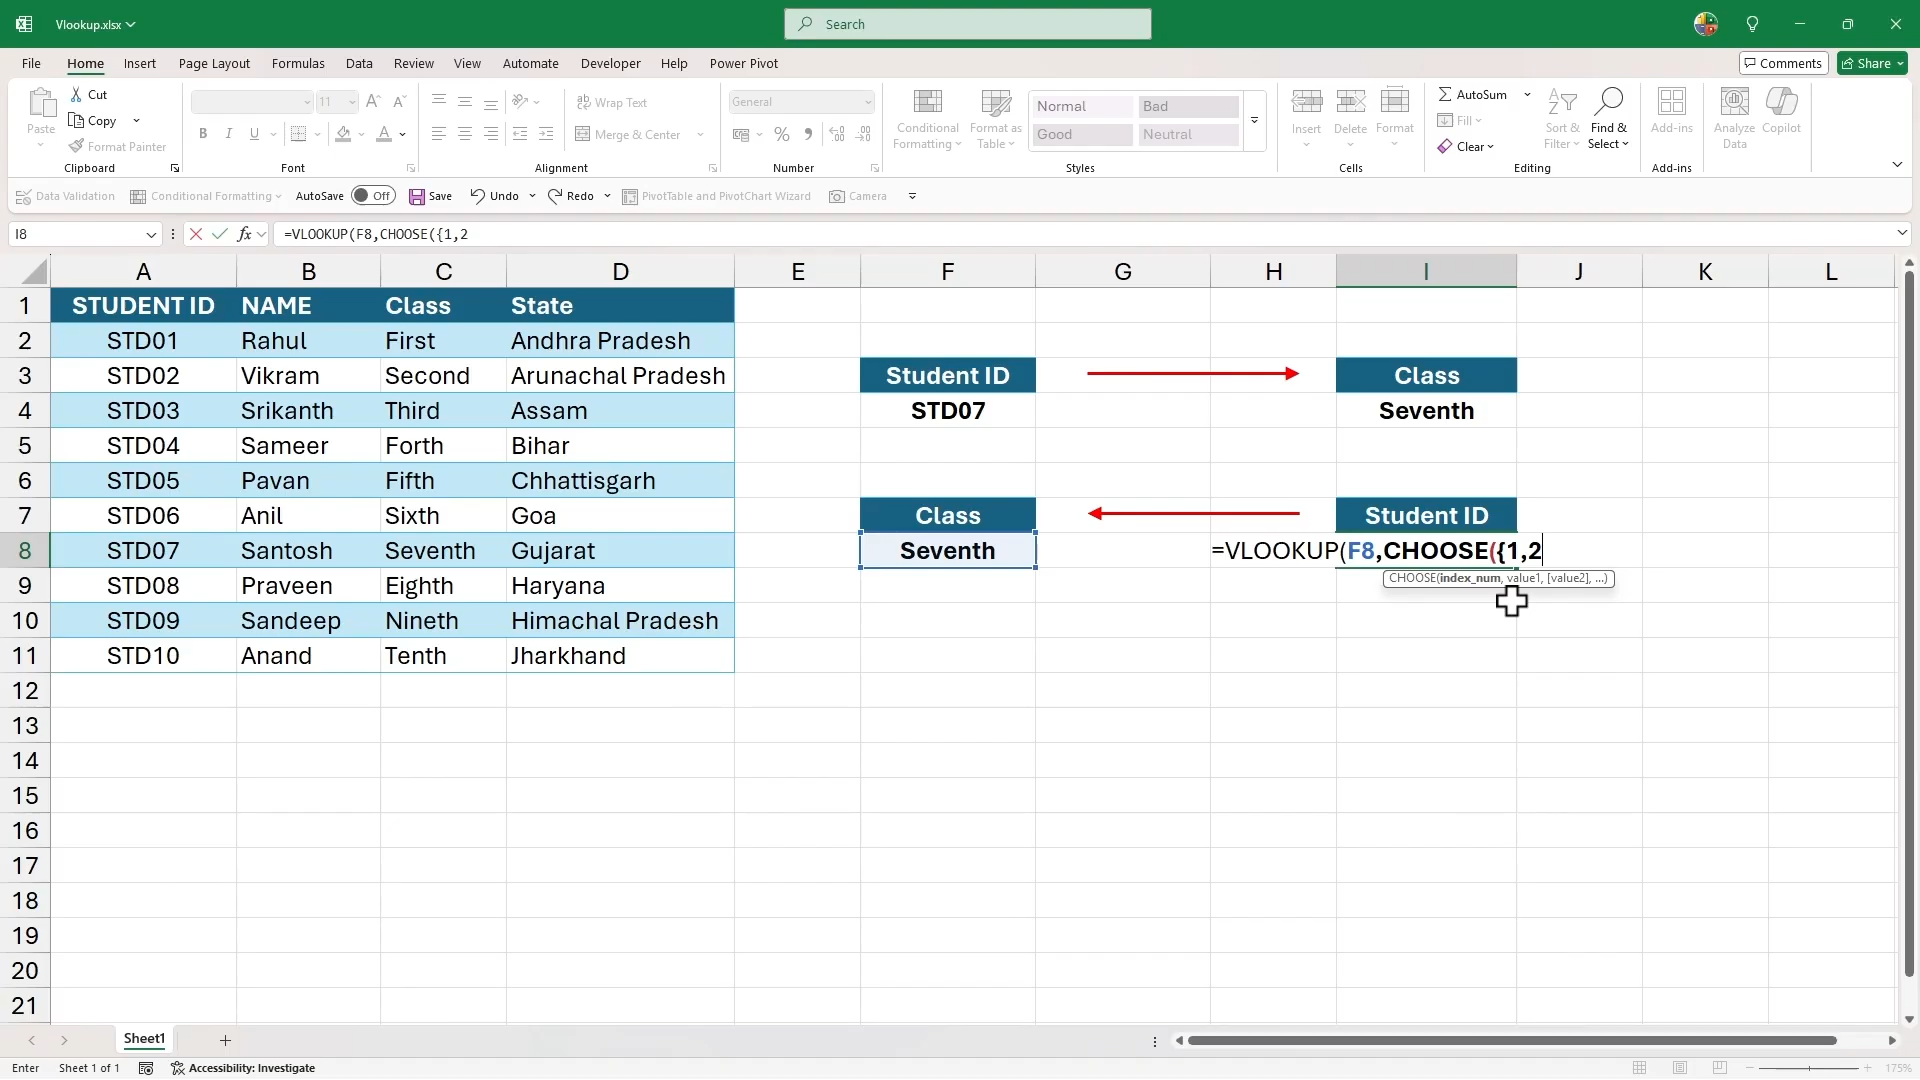 Vlookup.xlsx
Search
File Home Insert Page Layout Formulas Data Review View Automate Developer Help Power Pivot
Comments Share
Paste Cut Copy Format Painter
11
Wrap Text
Merge & Center
General
Conditional Formatting Format as Table
Normal Bad
Good Neutral
Insert Delete Format
AutoSum
Fill
Clear
Sort & Filter
Find & Select
Add-ins
Analyze Data
Copilot
Clipboard Font Alignment Number Styles Cells Editing Add-ins
Data Validation Conditional Formatting AutoSave Off Save Undo Redo PivotTable and PivotChart Wizard Camera
I8 fx =VLOOKUP(F8,CHOOSE({1,2
A B C D E F G H I J K L
1 STUDENT ID NAME Class State
2 STD01 Rahul First Andhra Pradesh
3 STD02 Vikram Second Arunachal Pradesh Student ID Class
4 STD03 Srikanth Third Assam STD07 Seventh
5 STD04 Sameer Forth Bihar
6 STD05 Pavan Fifth Chhattisgarh
7 STD06 Anil Sixth Goa Class Student ID
8 STD07 Santosh Seventh Gujarat Seventh =VLOOKUP(F8,CHOOSE({1,2
CHOOSE(index_num, value1, [value2], ...)
9 STD08 Praveen Eighth Haryana
10 STD09 Sandeep Nineth Himachal Pradesh
11 STD10 Anand Tenth Jharkhand
12
13
14
15
16
17
18
19
20
21
Sheet1
Enter Sheet 1 of 1 Accessibility: Investigate 175%